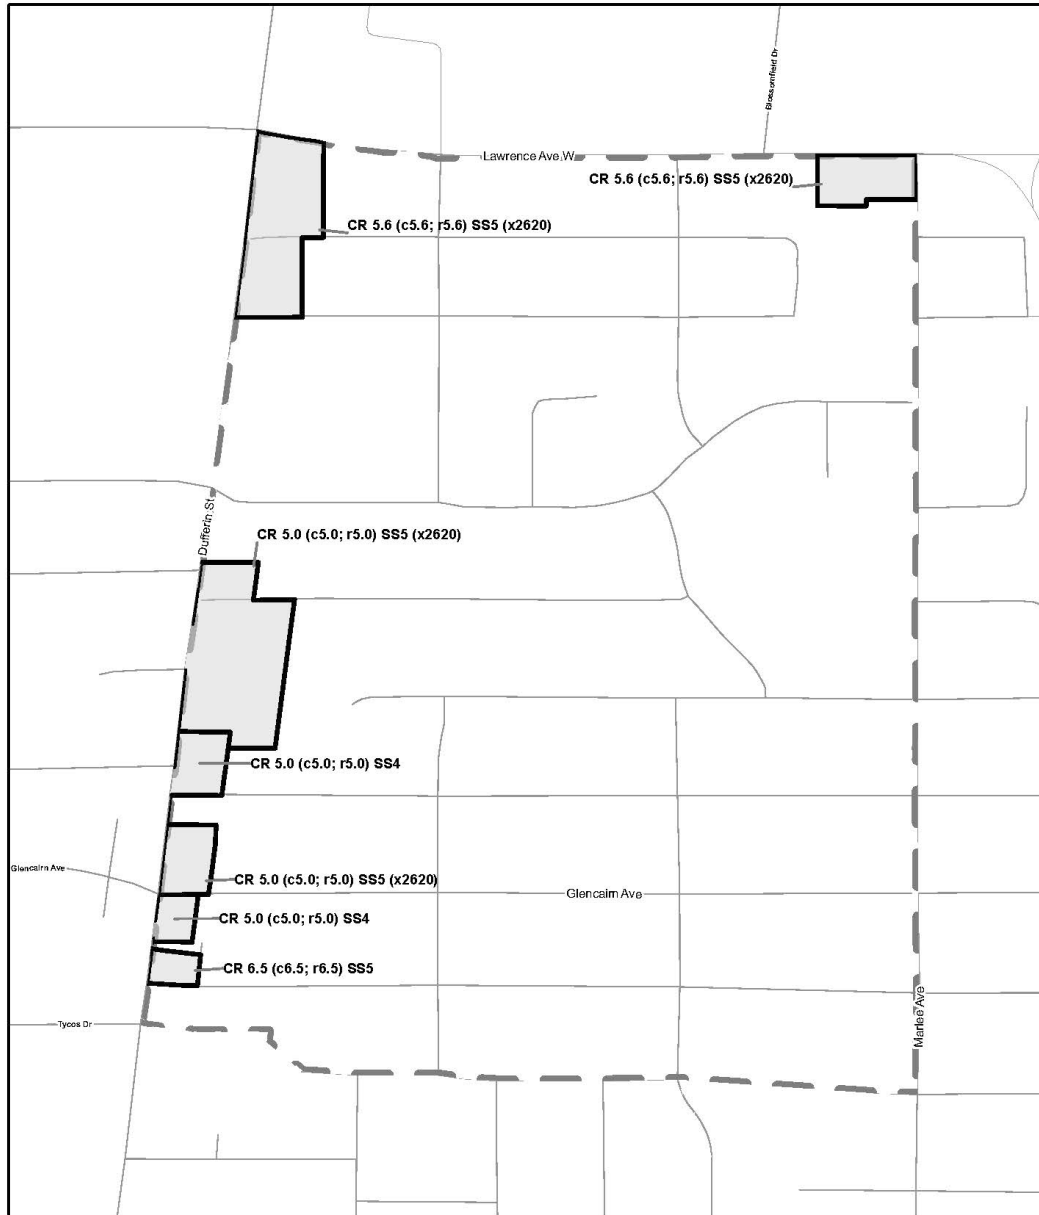 Blossomfield Dr
Lawrence Ave W
CR 5.6 (c5.6; r5.6) SS5 (x2620)
CR 5.6 (c5.6; r5.6) SS5 (x2620)
Dufferin St
CR 5.0 (c5.0; r5.0) SS5 (x2620)
CR 5.0 (c5.0; r5.0) SS4
Glencairn Ave
CR 5.0 (c5.0; r5.0) SS5 (x2620)
Glencairn Ave
CR 5.0 (c5.0; r5.0) SS4
CR 6.5 (c6.5; r6.5) SS5
Tycos Dr
Marlee Ave